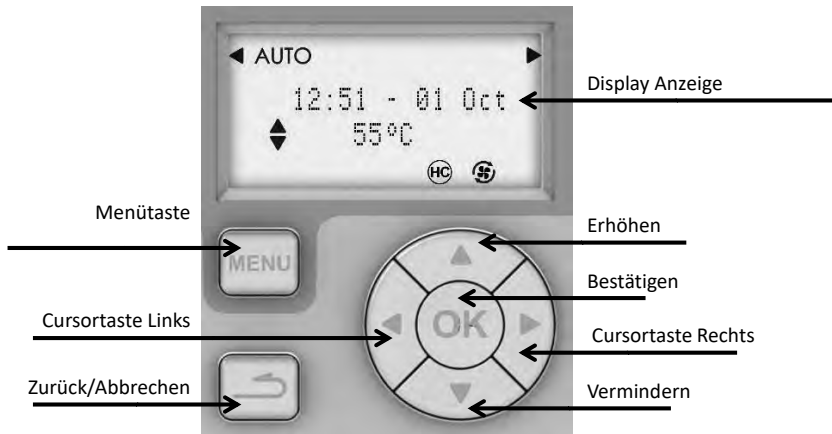 AUTO
12:51 - 01 Oct
55ºC
HC
Display Anzeige
Menütaste
MENU
Erhöhen
Bestätigen
OK
Cursortaste Links
Cursortaste Rechts
Zurück/Abbrechen
Vermindern